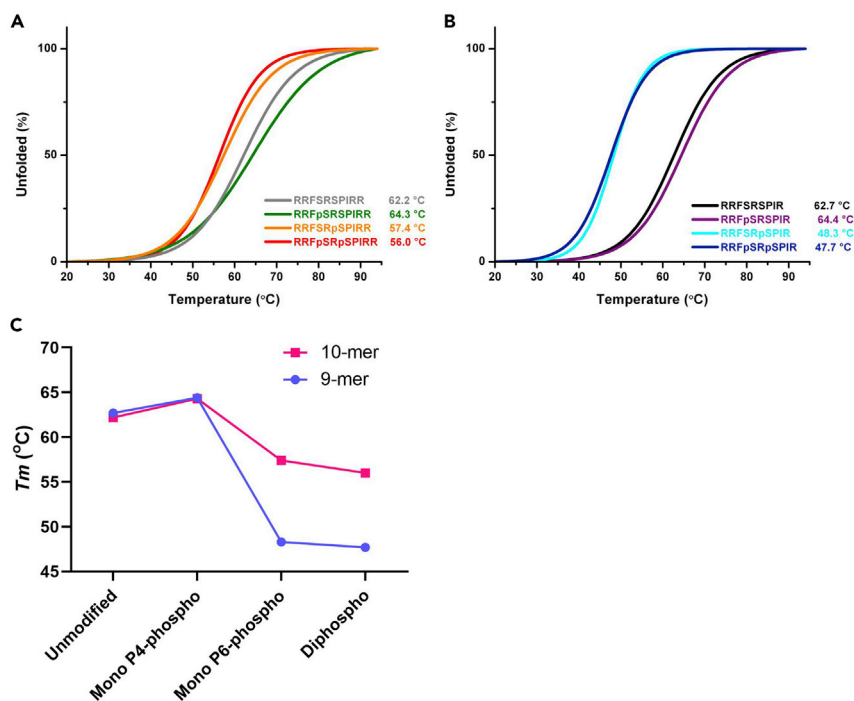 A
100
50
0
Unfolded (%)
20 30 40 50 60 70 80 90
Temperature (°C)
RRFSRSPIRR 62.2 °C
RRFpSRSPIRR 64.3 °C
RRFSRpSPIRR 57.4 °C
RRFpSRpSPIRR 56.0 °C
B
100
50
0
Unfolded (%)
20 30 40 50 60 70 80 90
Temperature (°C)
RRFSRSPIR 62.7 °C
RRFpSRSPIR 64.4 °C
RRFSRpSPIR 48.3 °C
RRFpSRpSPIR 47.7 °C
C
70
65
60
55
50
45
Tm (°C)
10-mer
9-mer
Unmodified
Mono P4-phospho
Mono P6-phospho
Diphospho